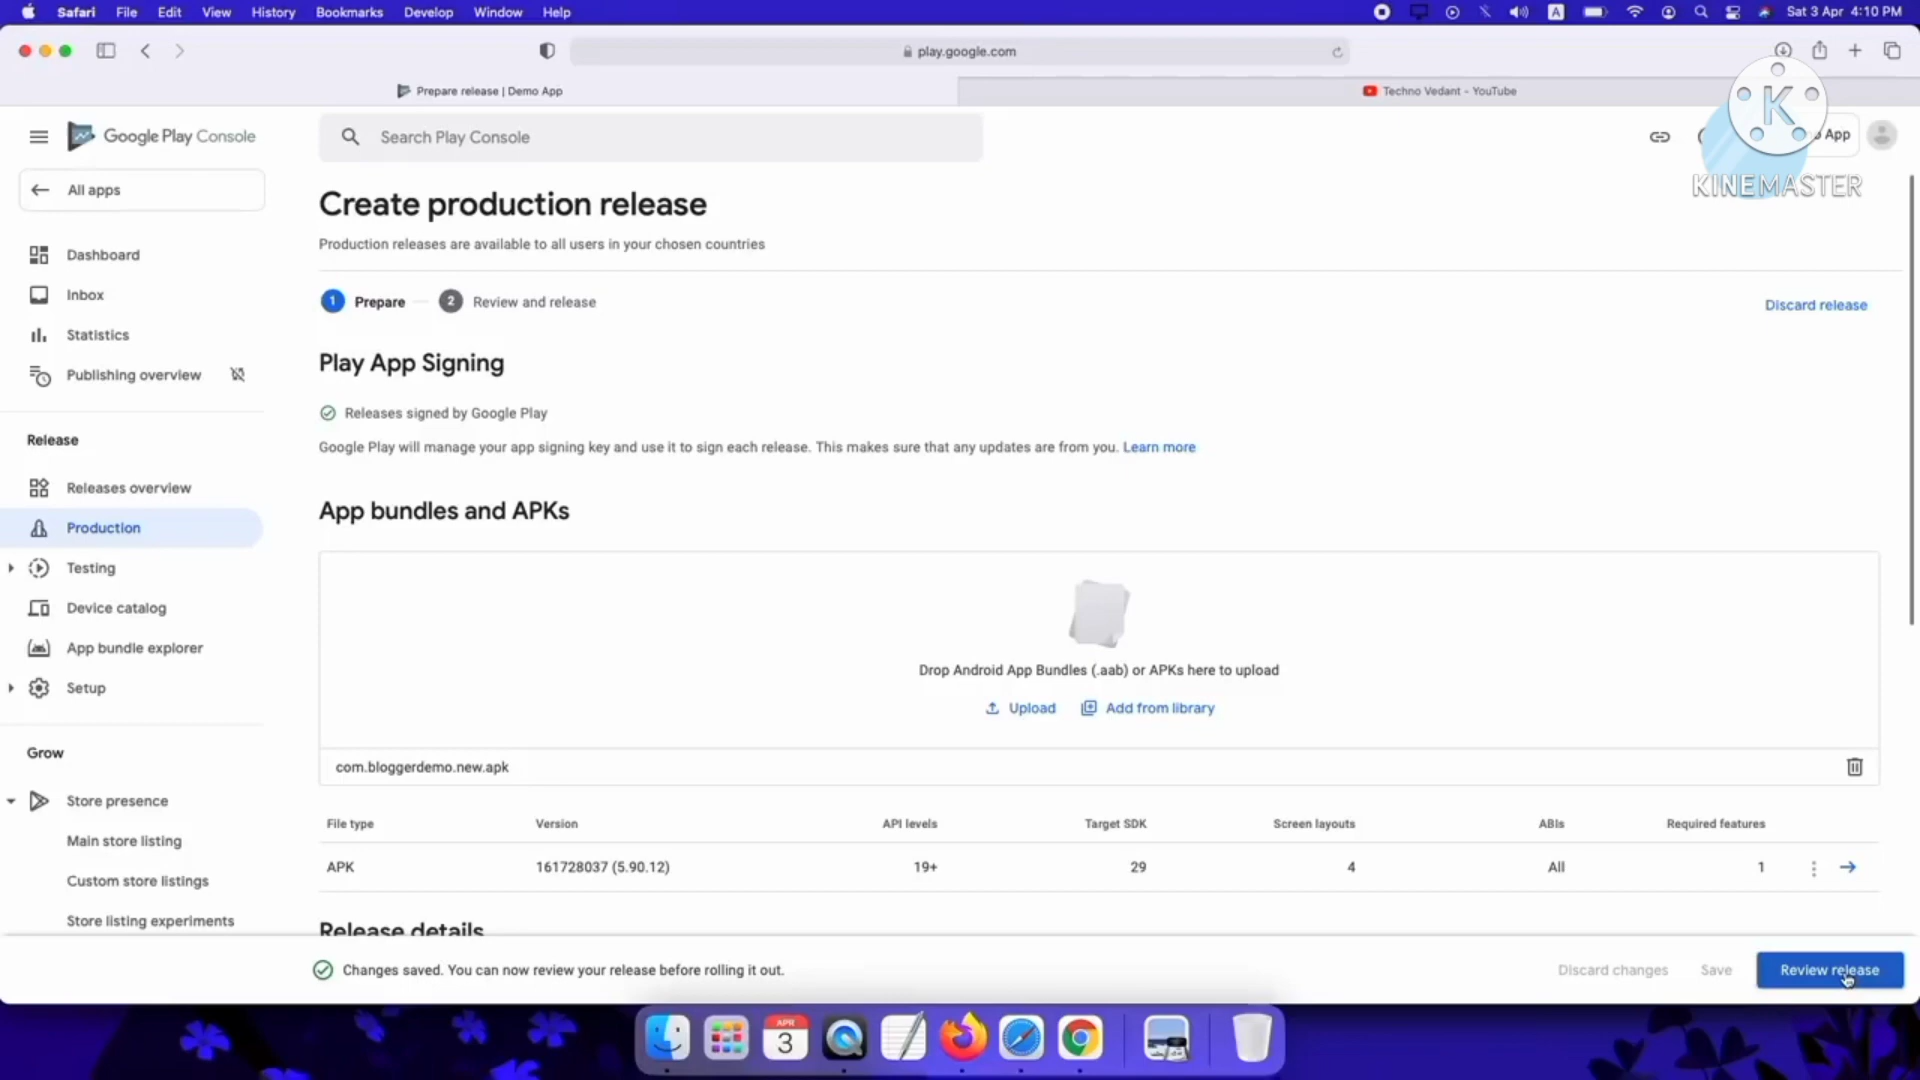 Safari File Edit View History Bookmarks Develop Window Help
A Sat 3 Apr 4:10 PM
play.google.com
Prepare release | Demo App
Techno Vedant - YouTube
Google Play Console
Search Play Console
App
K
KINEMASTER
All apps
Dashboard
Inbox
Statistics
Publishing overview
Release
Releases overview
Production
Testing
Device catalog
App bundle explorer
Setup
Grow
Store presence
Main store listing
Custom store listings
Store listing experiments
Create production release
Production releases are available to all users in your chosen countries
1 Prepare 2 Review and release
Discard release
Play App Signing
Releases signed by Google Play
Google Play will manage your app signing key and use it to sign each release. This makes sure that any updates are from you. Learn more
App bundles and APKs
Drop Android App Bundles (.aab) or APKs here to upload
Upload Add from library
com.bloggerdemo.new.apk
File type Version API levels Target SDK Screen layouts ABIs Required features
APK 161728037 (5.90.12) 19+ 29 4 All 1
Release details
Changes saved. You can now review your release before rolling it out.
Discard changes Save Review release
APR
3